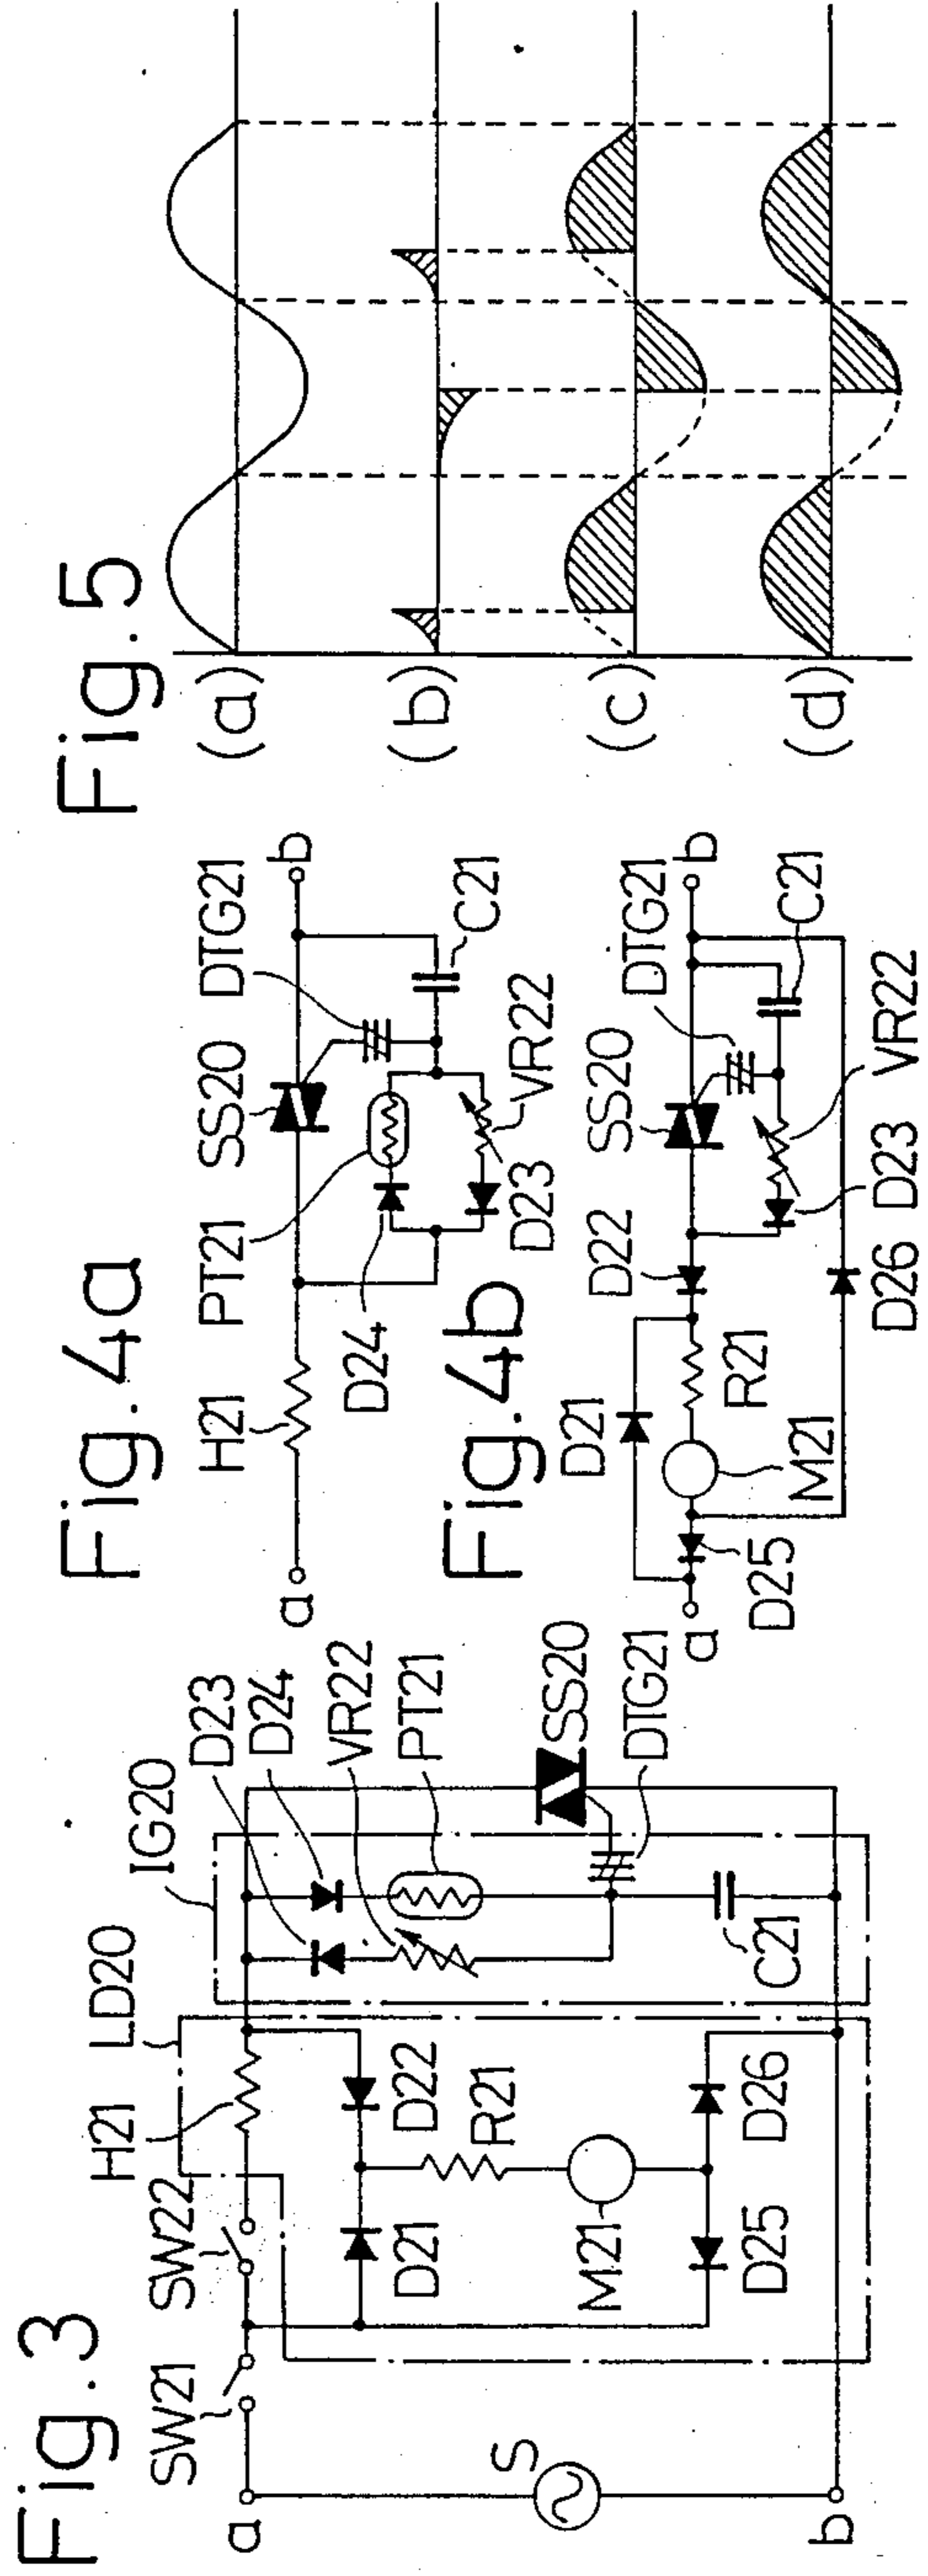 Fig. 3
SW21
SW22
H21
LD20
IG20
D23
D24
VR22
PT21
SS20
DTG21
a
S
b
D21
D22
R21
M21
D25
D26
C21
Fig. 4a
H21
PT21
SS20
DTG21
a
b
D24
D23
VR22
C21
Fig. 4b
D21
D22
SS20
DTG21
a
b
D25
M21
R21
D26
D23
VR22
C21
Fig. 5
(a)
(b)
(c)
(d)